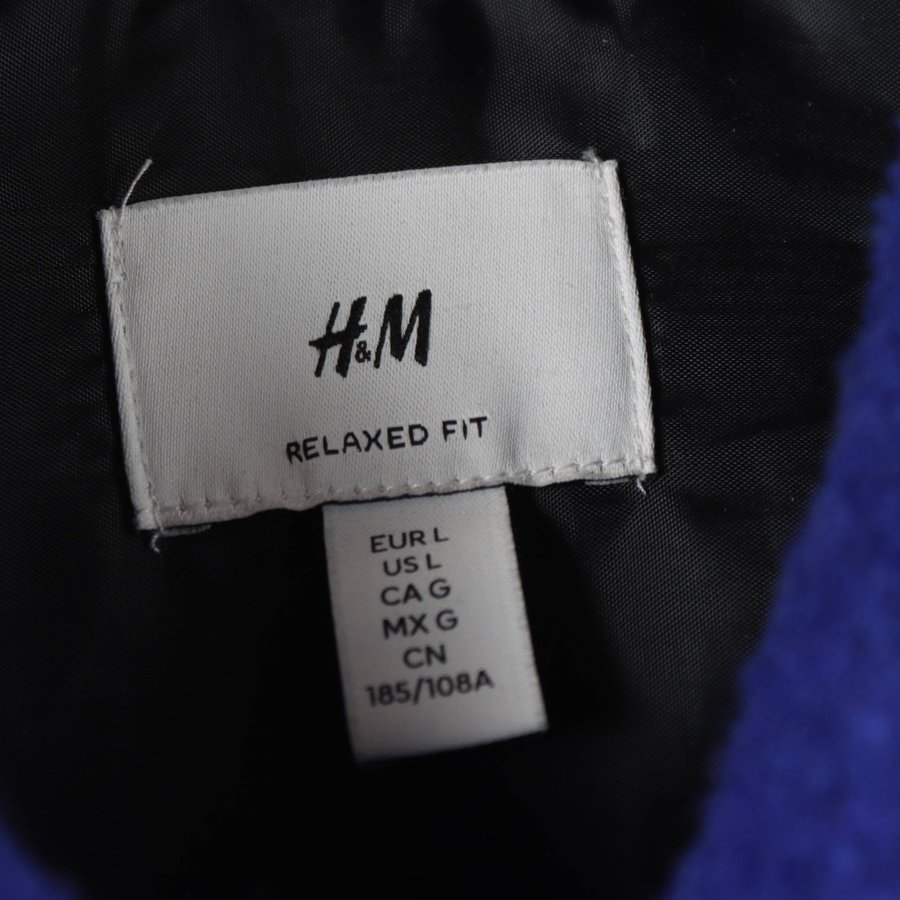 H&M
RELAXED FIT
EUR L
US L
CA G
MX G
CN
185/108A